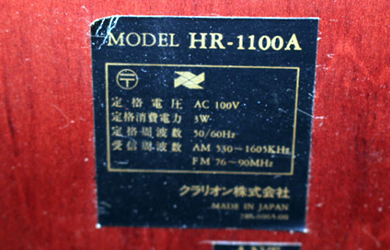 MODEL HR-1100A
〒
定格電圧 AC 100V
定格消費電力 3W
定格周波数 50/60Hz
受信周波数 AM 530~1605KHz
FM 76~90MHz
クラリオン株式会社
MADE IN JAPAN